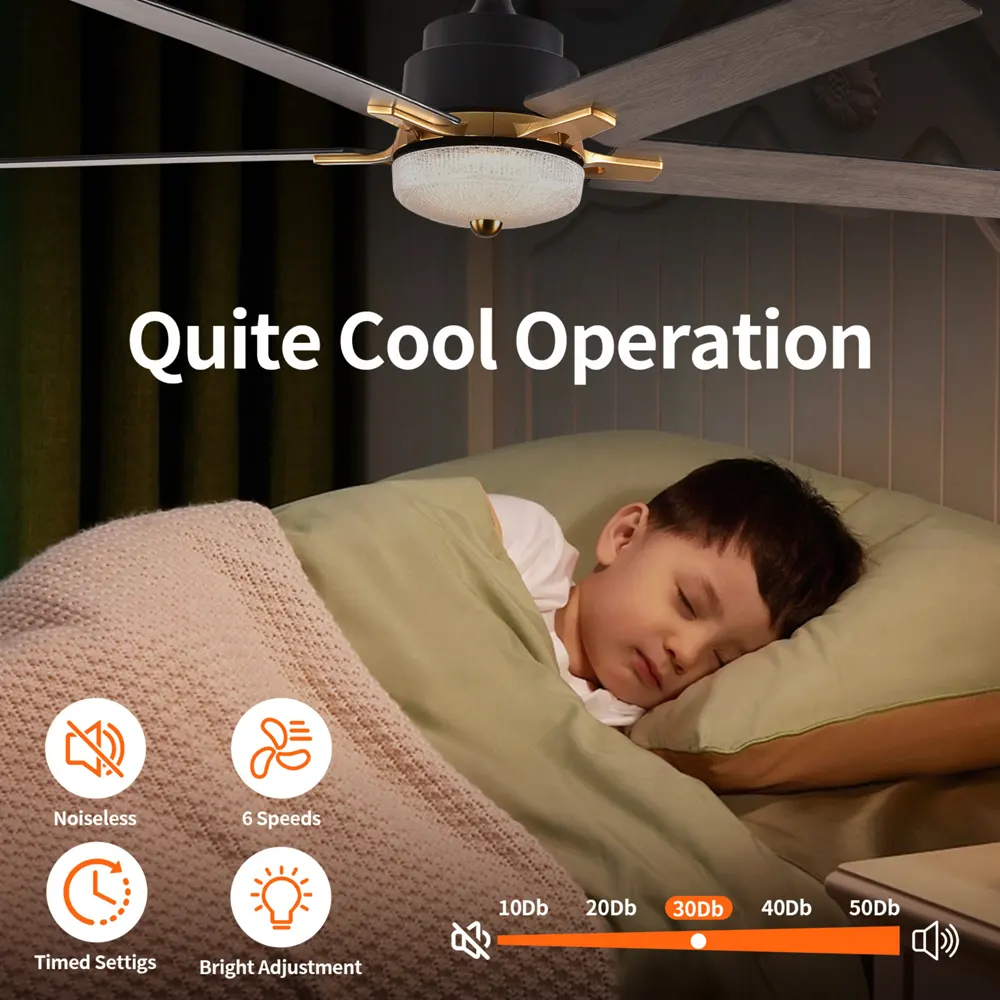 Quite Cool Operation
Noiseless
6 Speeds
Timed Settigs
Bright Adjustment
10Db 20Db 30Db 40Db 50Db